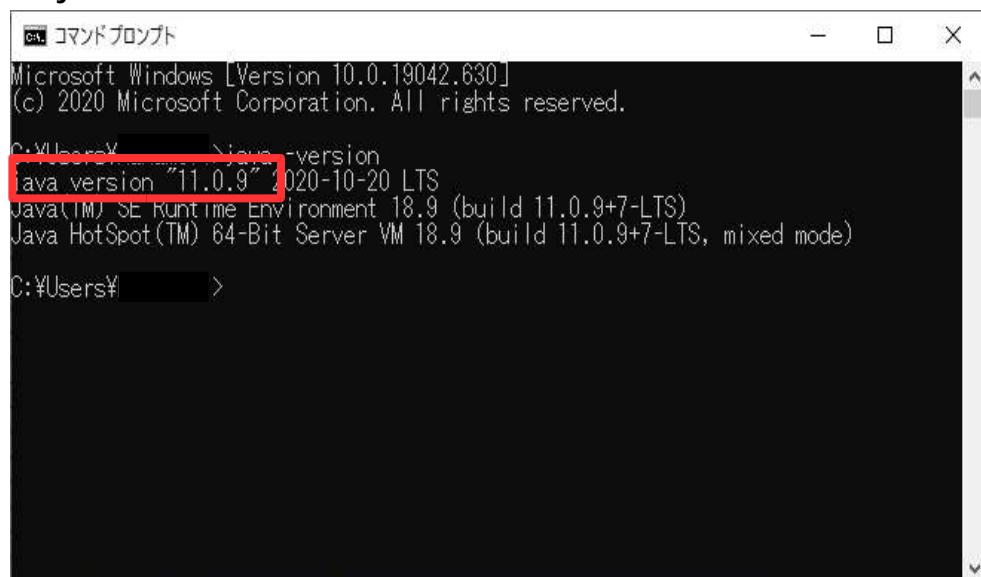 コマンド プロンプト
Microsoft Windows [Version 10.0.19042.630]
(c) 2020 Microsoft Corporation. All rights reserved.
C:¥Users¥ >java -version
java version "11.0.9" 2020-10-20 LTS
Java(TM) SE Runtime Environment 18.9 (build 11.0.9+7-LTS)
Java HotSpot(TM) 64-Bit Server VM 18.9 (build 11.0.9+7-LTS, mixed mode)
C:¥Users¥ >